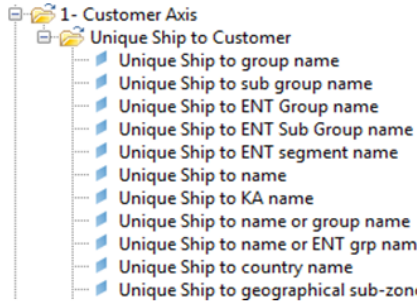 1- Customer Axis
Unique Ship to Customer
Unique Ship to group name
Unique Ship to sub group name
Unique Ship to ENT Group name
Unique Ship to ENT Sub Group name
Unique Ship to ENT segment name
Unique Ship to name
Unique Ship to KA name
Unique Ship to name or group name
Unique Ship to name or ENT grp nam
Unique Ship to country name
Unique Ship to geographical sub-zon